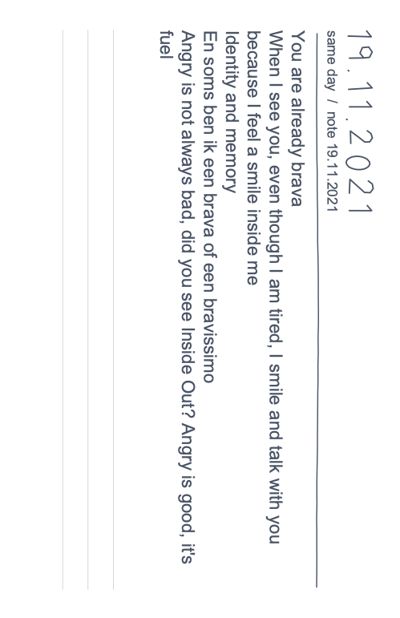 19.11.2021
same day / note 19.11.2021
You are already brava
When I see you, even though I am tired, I smile and talk with you
because I feel a smile inside me
Identity and memory
En soms ben ik een brava of een bravissimo
Angry is not always bad, did you see Inside Out? Angry is good, it's
fuel